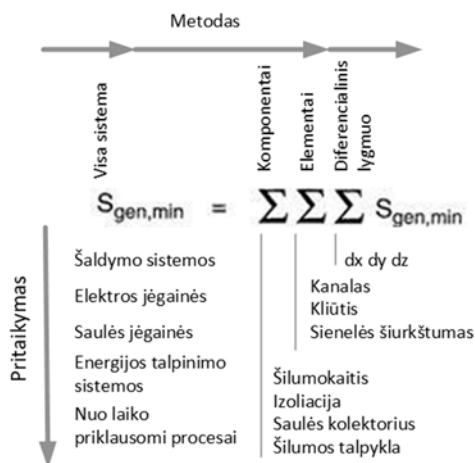 Metodas
Visa sistema
Komponentai
Elementai
Diferencialinis
lygmuo
S_gen,min = ∑ ∑ ∑ S_gen,min
Pritaikymas
Šaldymo sistemos
Elektros jėgainės
Saulės jėgainės
Energijos talpinimo
sistemos
Nuo laiko
priklausomi procesai
dx dy dz
Kanalas
Kliūtis
Sienelės šiurkštumas
Šilumokaitis
Izoliacija
Saulės kolektorius
Šilumos talpykla